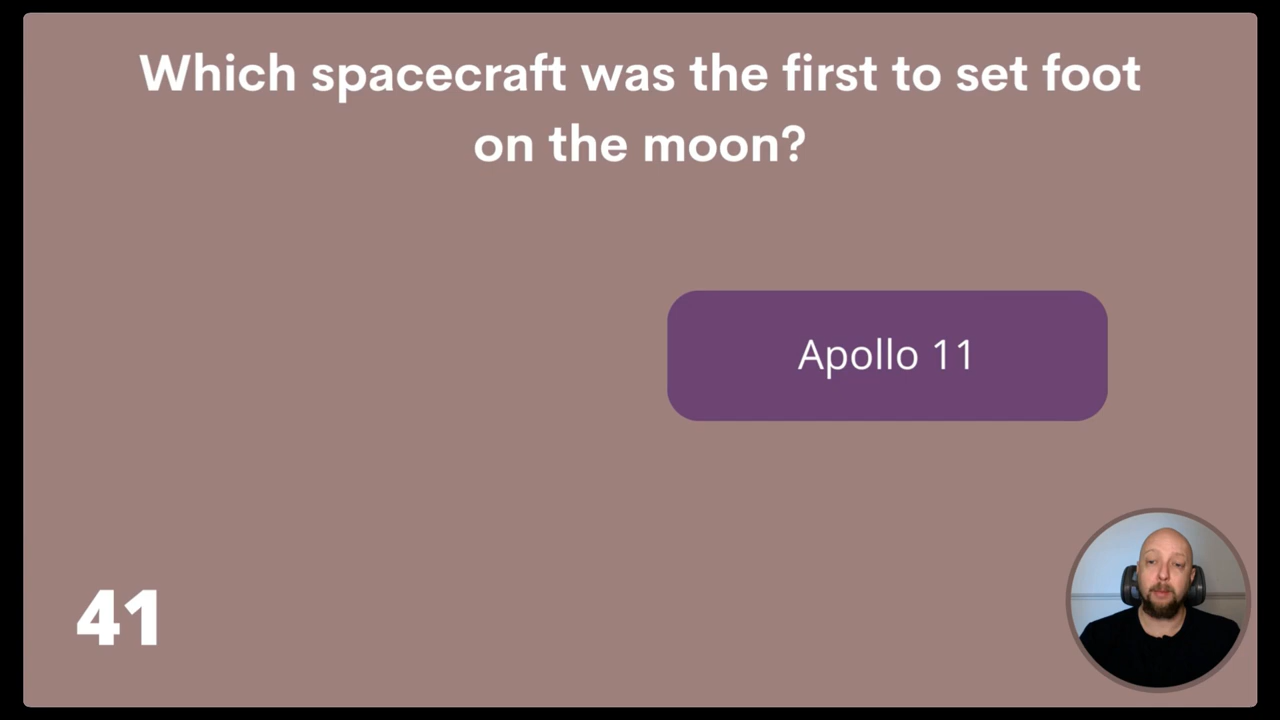 Which spacecraft was the first to set foot
on the moon?
Apollo 11
41